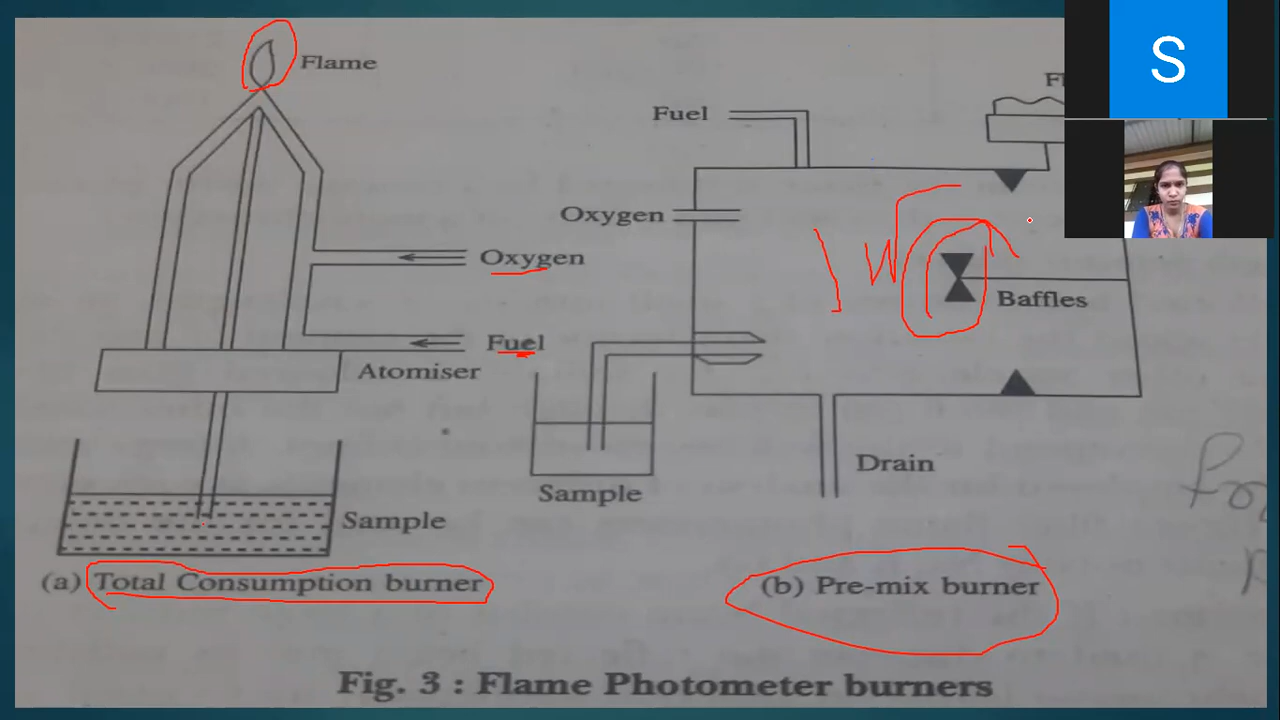 Flame
Oxygen
Fuel
Atomiser
Sample
(a) Total Consumption burner
Fuel
Oxygen
Baffles
Sample
Drain
(b) Pre-mix burner
Fig. 3 : Flame Photometer burners
S